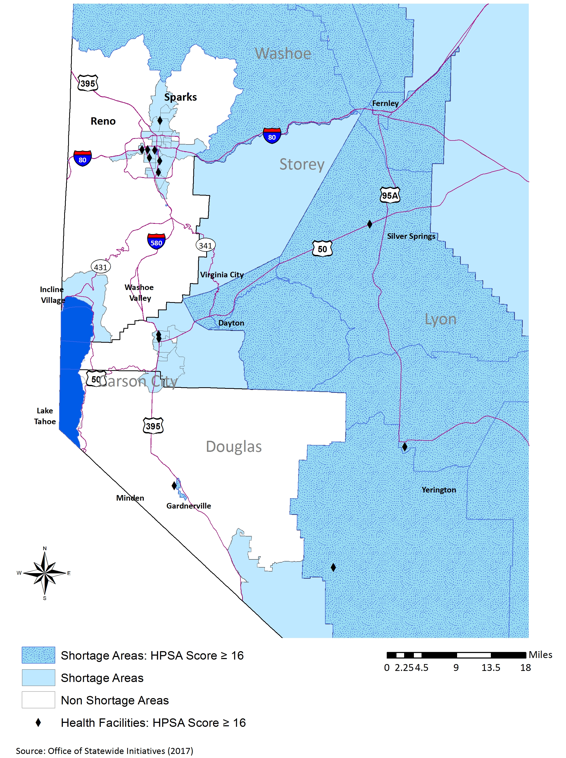 Washoe
395
Sparks
Fernley
Reno
80
80
Storey
95A
Silver Springs
580
341
50
431
Virginia City
Incline
Village
Washoe
Valley
Lyon
Dayton
50
Carson City
Lake
Tahoe
395
Douglas
Minden
Gardnerville
Yerington
N
W
E
S
Shortage Areas: HPSA Score ≥ 16
Shortage Areas
Non Shortage Areas
Health Facilities: HPSA Score ≥ 16
Miles
0 2.25 4.5 9 13.5 18
Source: Office of Statewide Initiatives (2017)